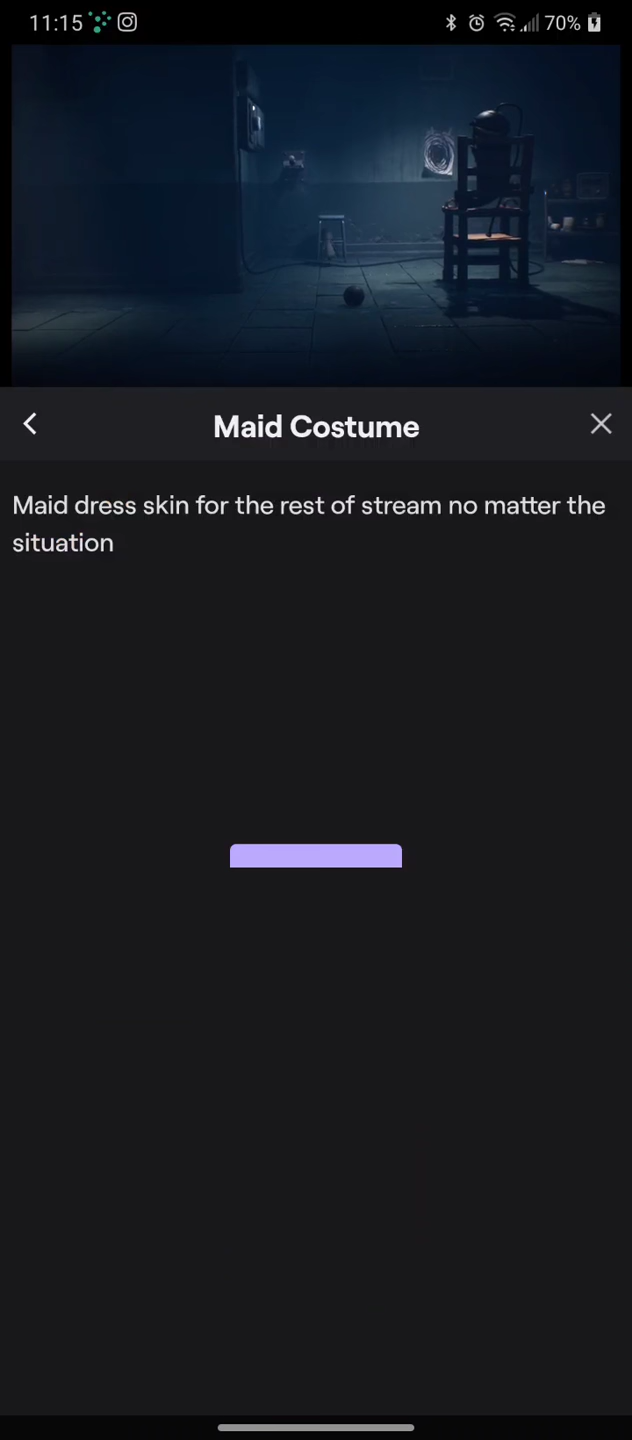 11:15
70%
Maid Costume
Maid dress skin for the rest of stream no matter the
situation